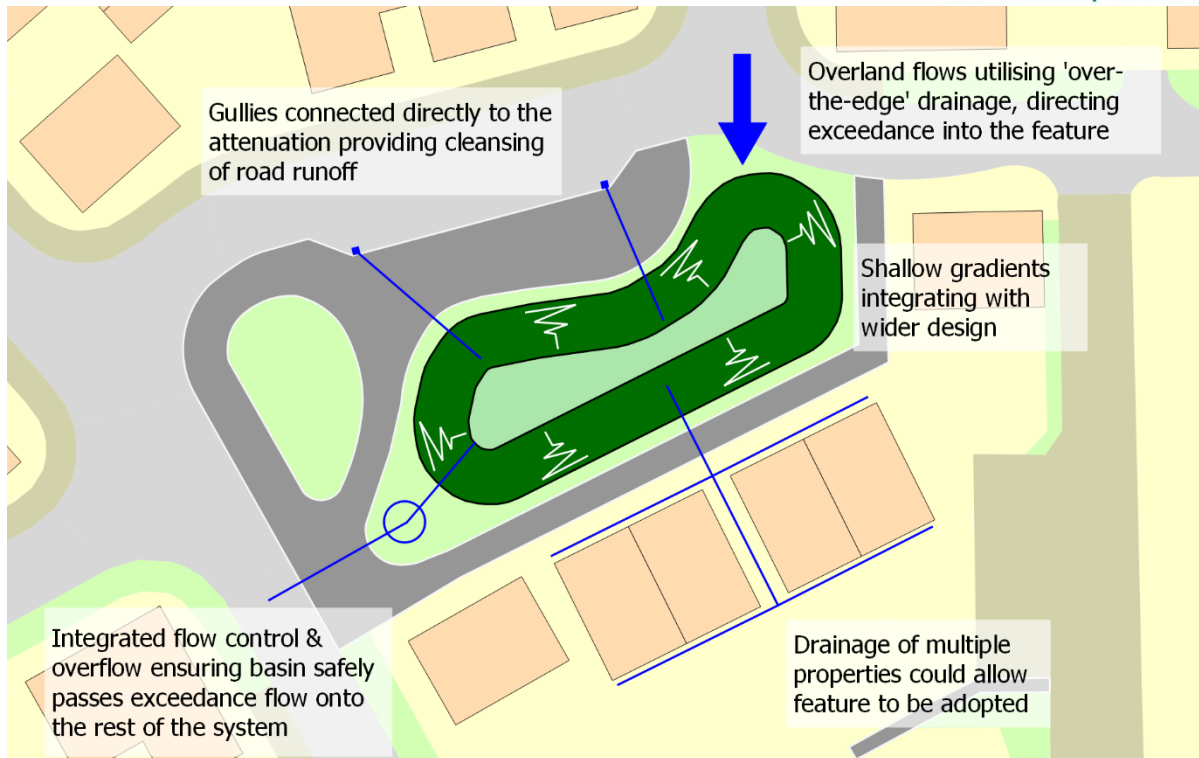 Gullies connected directly to the
attenuation providing cleansing
of road runoff
Overland flows utilising 'over-
the-edge' drainage, directing
exceedance into the feature
Shallow gradients
integrating with
wider design
Integrated flow control &
overflow ensuring basin safely
passes exceedance flow onto
the rest of the system
Drainage of multiple
properties could allow
feature to be adopted